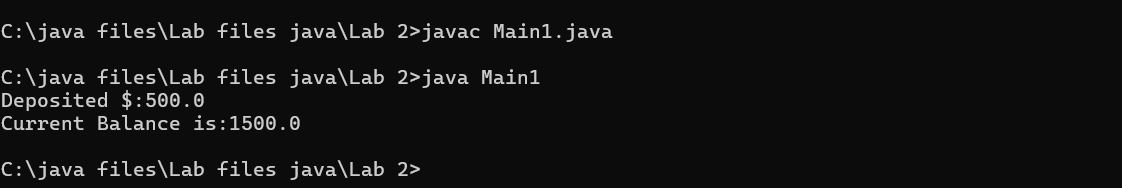 C:\java files\Lab files java\Lab 2>javac Main1.java
C:\java files\Lab files java\Lab 2>java Main1
Deposited $:500.0
Current Balance is:1500.0
C:\java files\Lab files java\Lab 2>